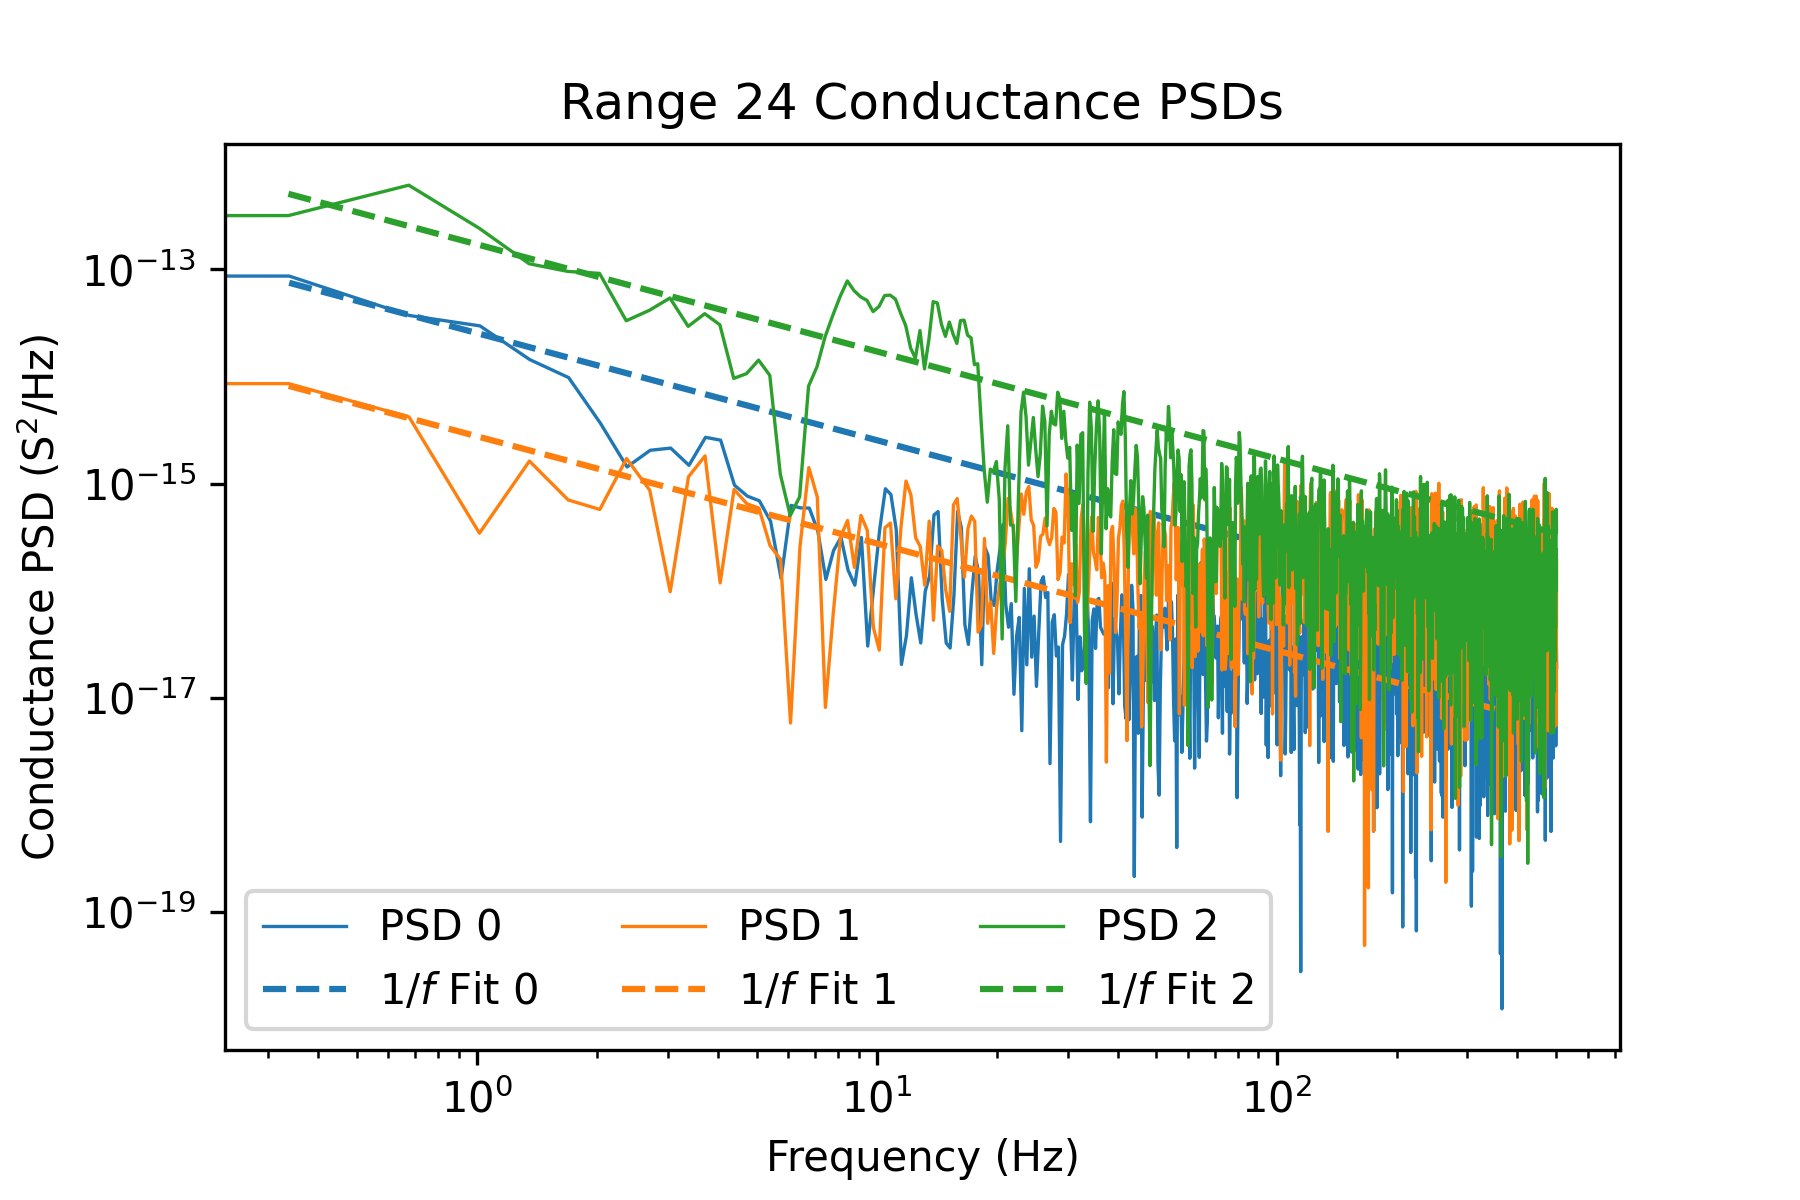 Range 24 Conductance PSDs
Conductance PSD (S²/Hz)
10⁻¹³
10⁻¹⁵
10⁻¹⁷
10⁻¹⁹
PSD 0
PSD 1
PSD 2
1/f Fit 0
1/f Fit 1
1/f Fit 2
10⁰ 10¹ 10²
Frequency (Hz)